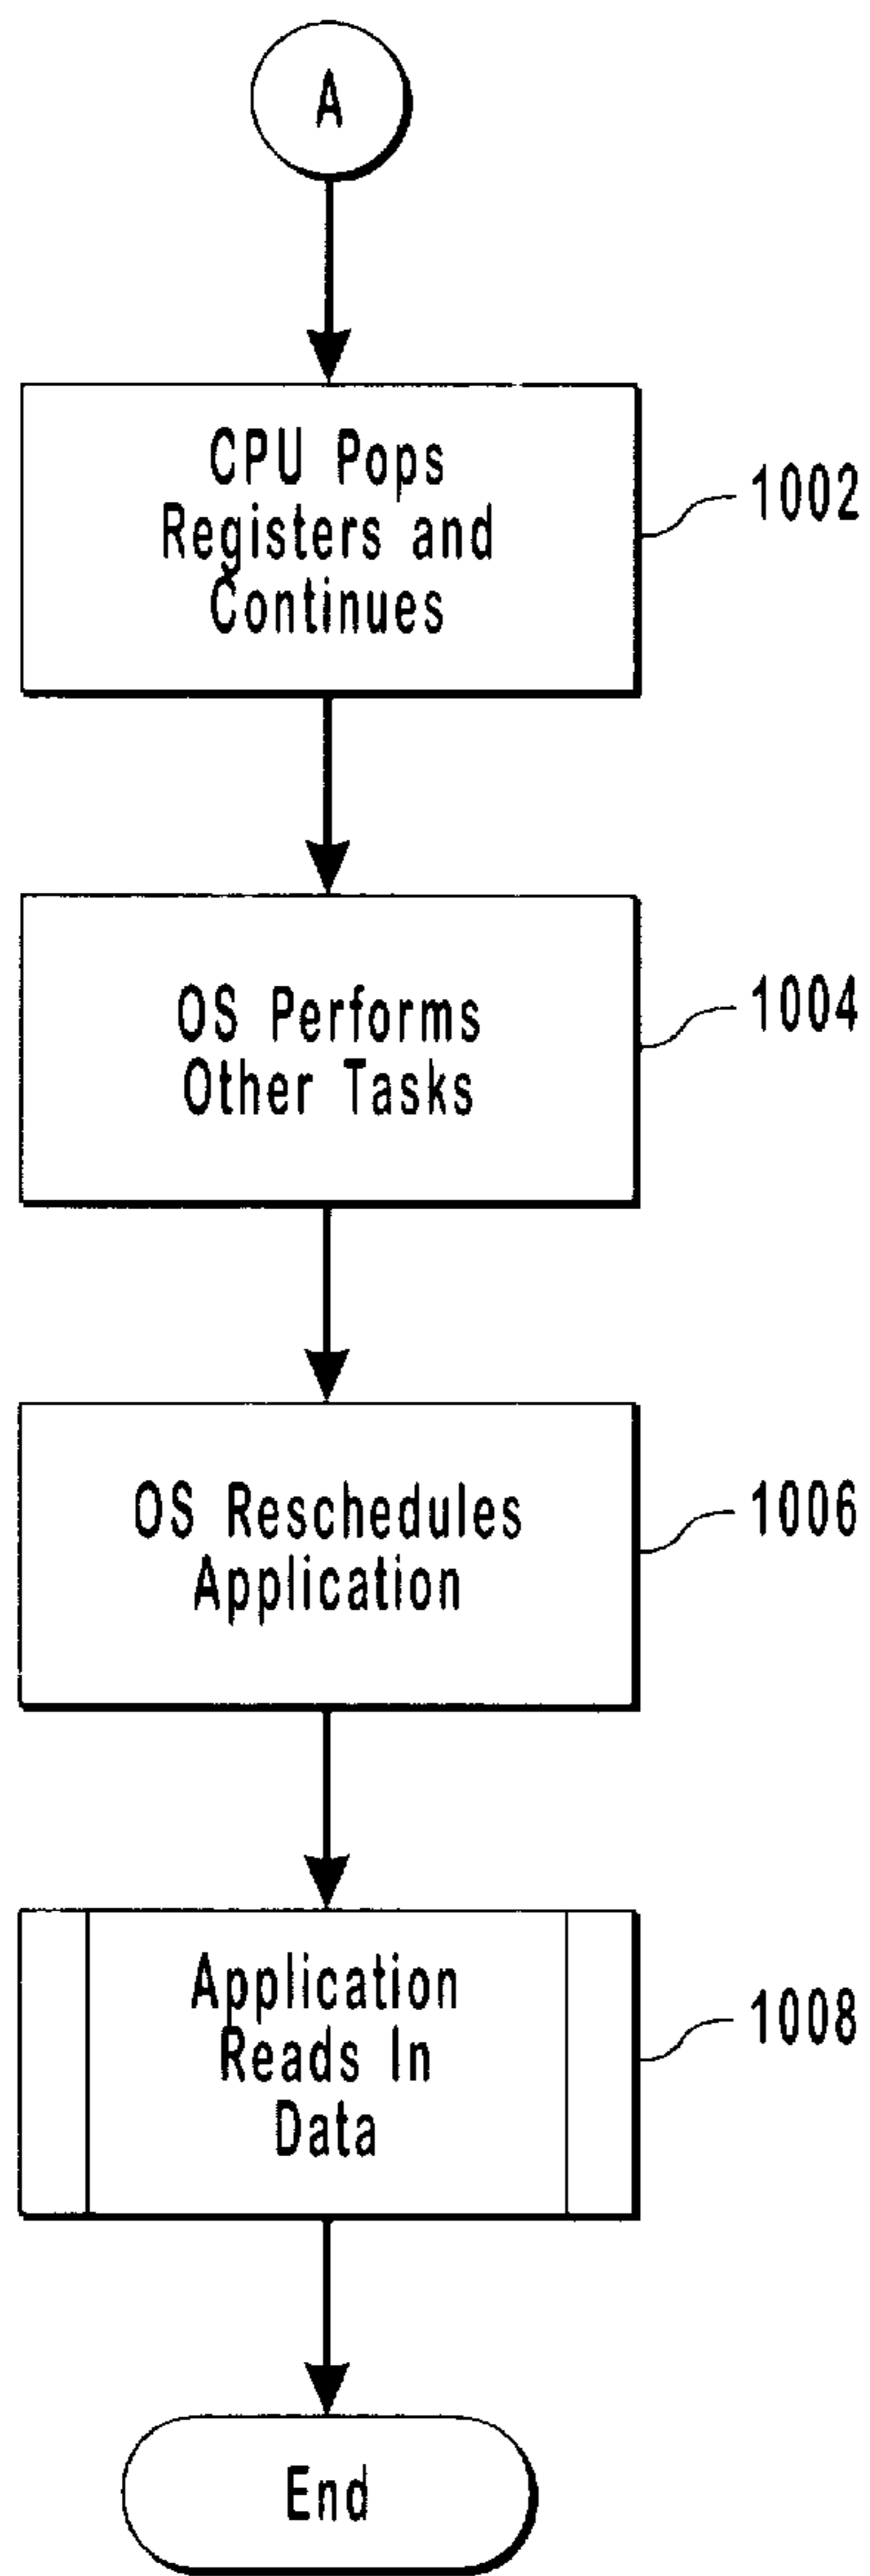 A
CPU Pops
Registers and
Continues
1002
OS Performs
Other Tasks
1004
OS Reschedules
Application
1006
Application
Reads In
Data
1008
End